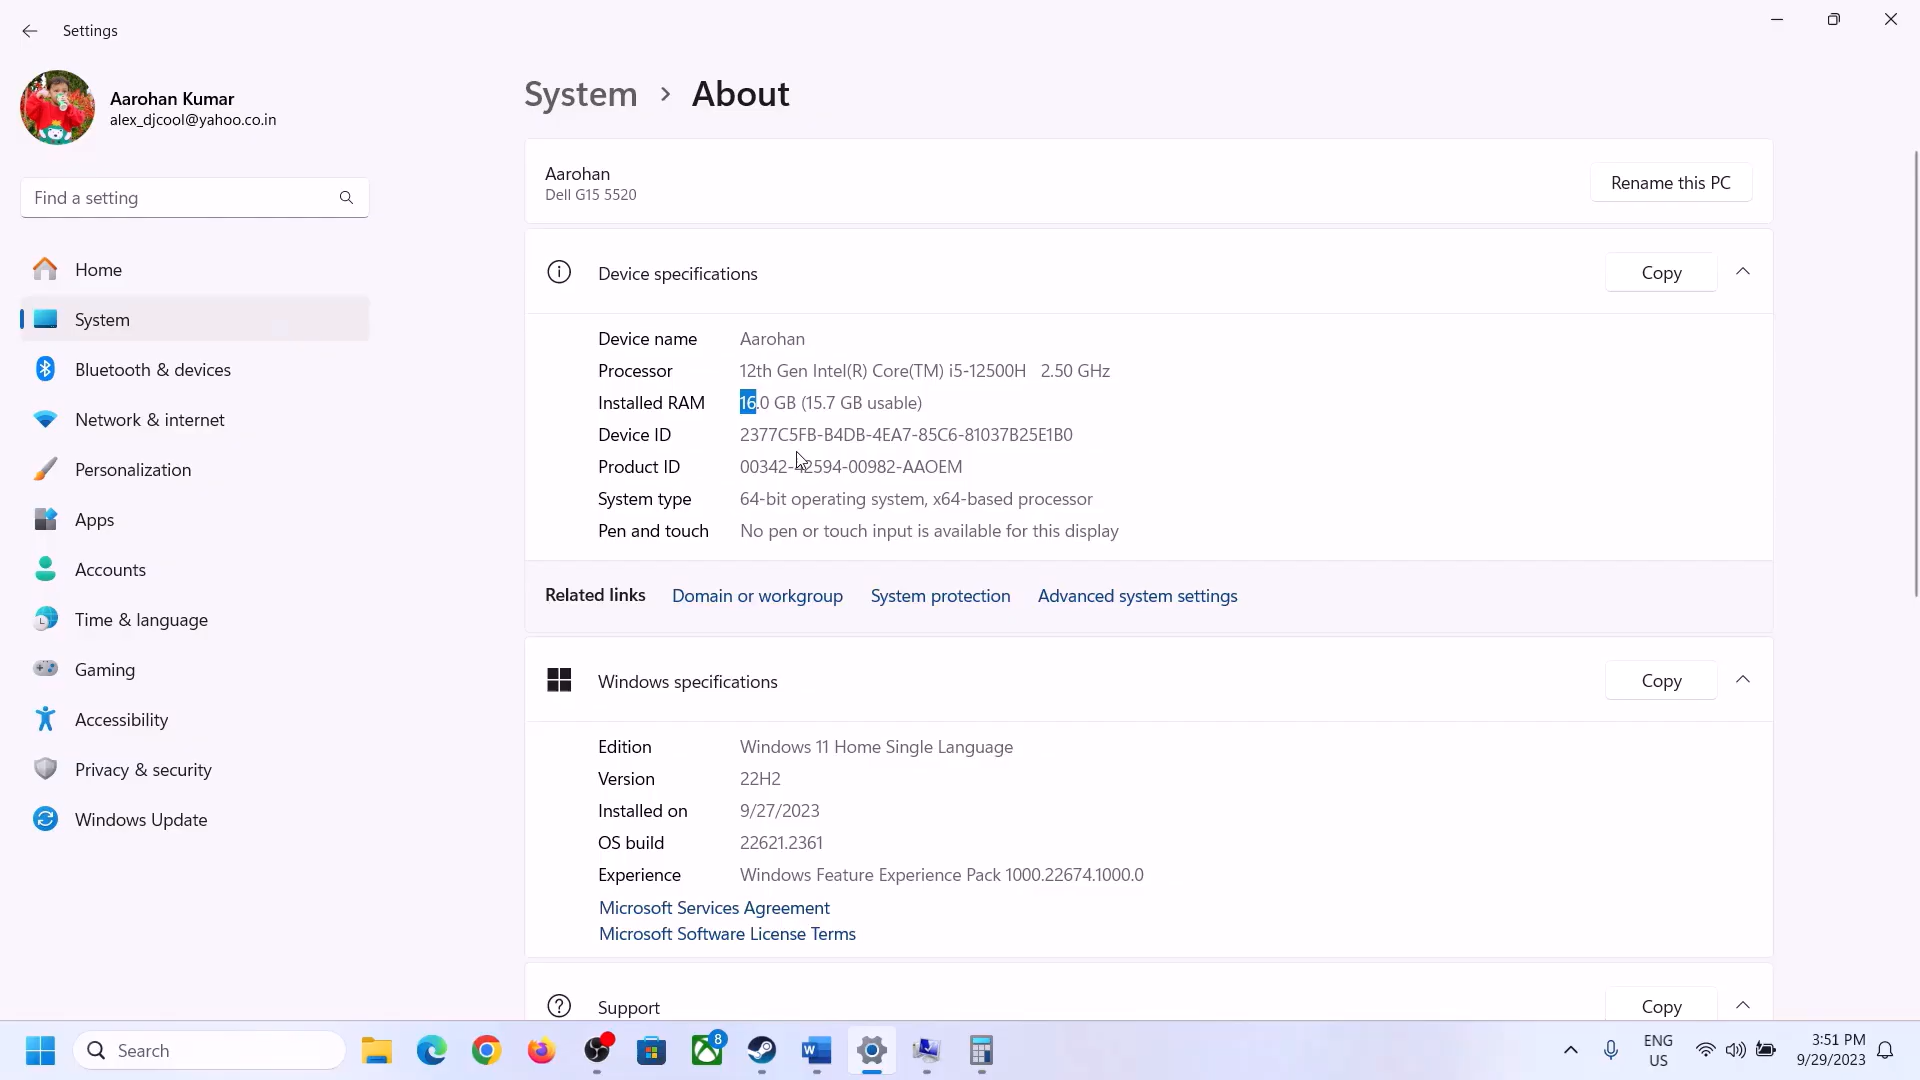 Settings
Aarohan Kumar
alex_djcool@yahoo.co.in
Find a setting
Home
System
Bluetooth & devices
Network & internet
Personalization
Apps
Accounts
Time & language
Gaming
Accessibility
Privacy & security
Windows Update
System > About
Aarohan
Dell G15 5520
Rename this PC
Device specifications
Copy
Device name Aarohan
Processor 12th Gen Intel(R) Core(TM) i5-12500H 2.50 GHz
Installed RAM 16.0 GB (15.7 GB usable)
Device ID 2377C5FB-B4DB-4EA7-85C6-81037B25E1B0
Product ID 00342-42594-00982-AAOEM
System type 64-bit operating system, x64-based processor
Pen and touch No pen or touch input is available for this display
Related links Domain or workgroup System protection Advanced system settings
Windows specifications
Copy
Edition Windows 11 Home Single Language
Version 22H2
Installed on 9/27/2023
OS build 22621.2361
Experience Windows Feature Experience Pack 1000.22674.1000.0
Microsoft Services Agreement
Microsoft Software License Terms
Support
Copy
Search
8
ENG
US
3:51 PM
9/29/2023